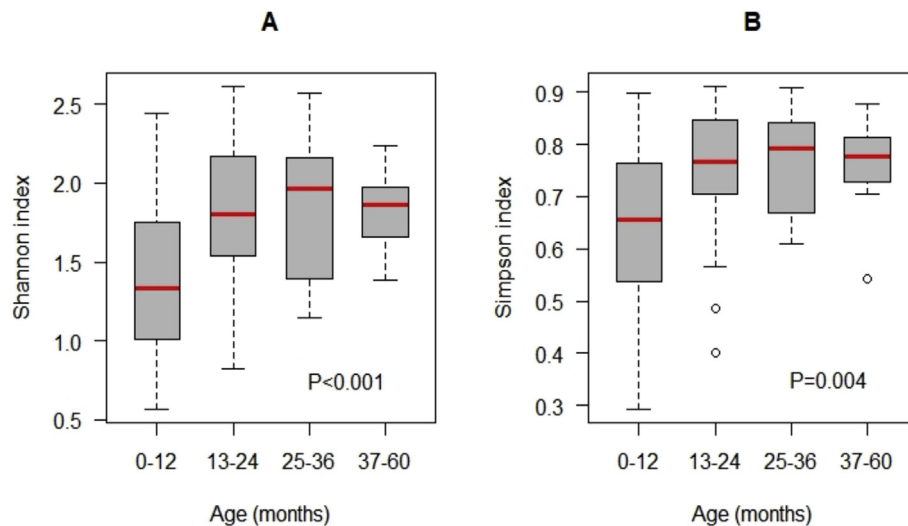 A
Shannon index
2.5
2.0
1.5
1.0
0.5
P<0.001
0-12 13-24 25-36 37-60
Age (months)
B
Simpson index
0.9
0.8
0.7
0.6
0.5
0.4
0.3
P=0.004
0-12 13-24 25-36 37-60
Age (months)